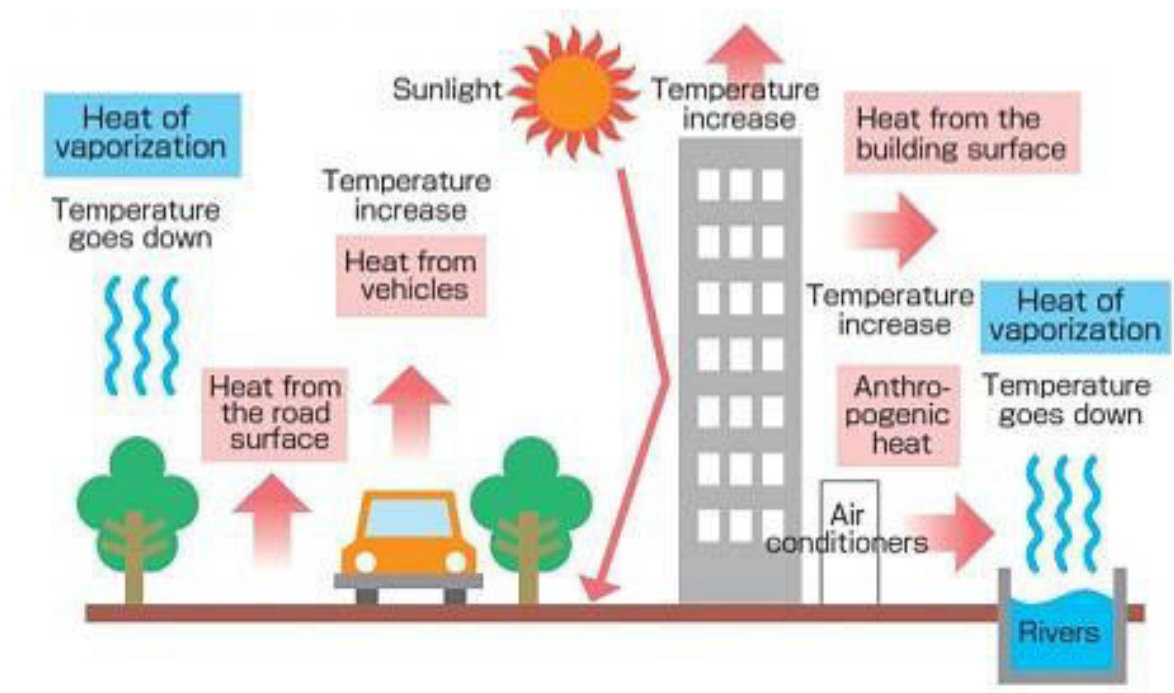 Sunlight
Temperature
increase
Heat of
vaporization
Temperature
goes down
Temperature
increase
Heat from
vehicles
Heat from the
building surface
Heat from
the road
surface
Temperature
increase
Heat of
vaporization
Anthro-
pogenic
heat
Temperature
goes down
Air
conditioners
Rivers